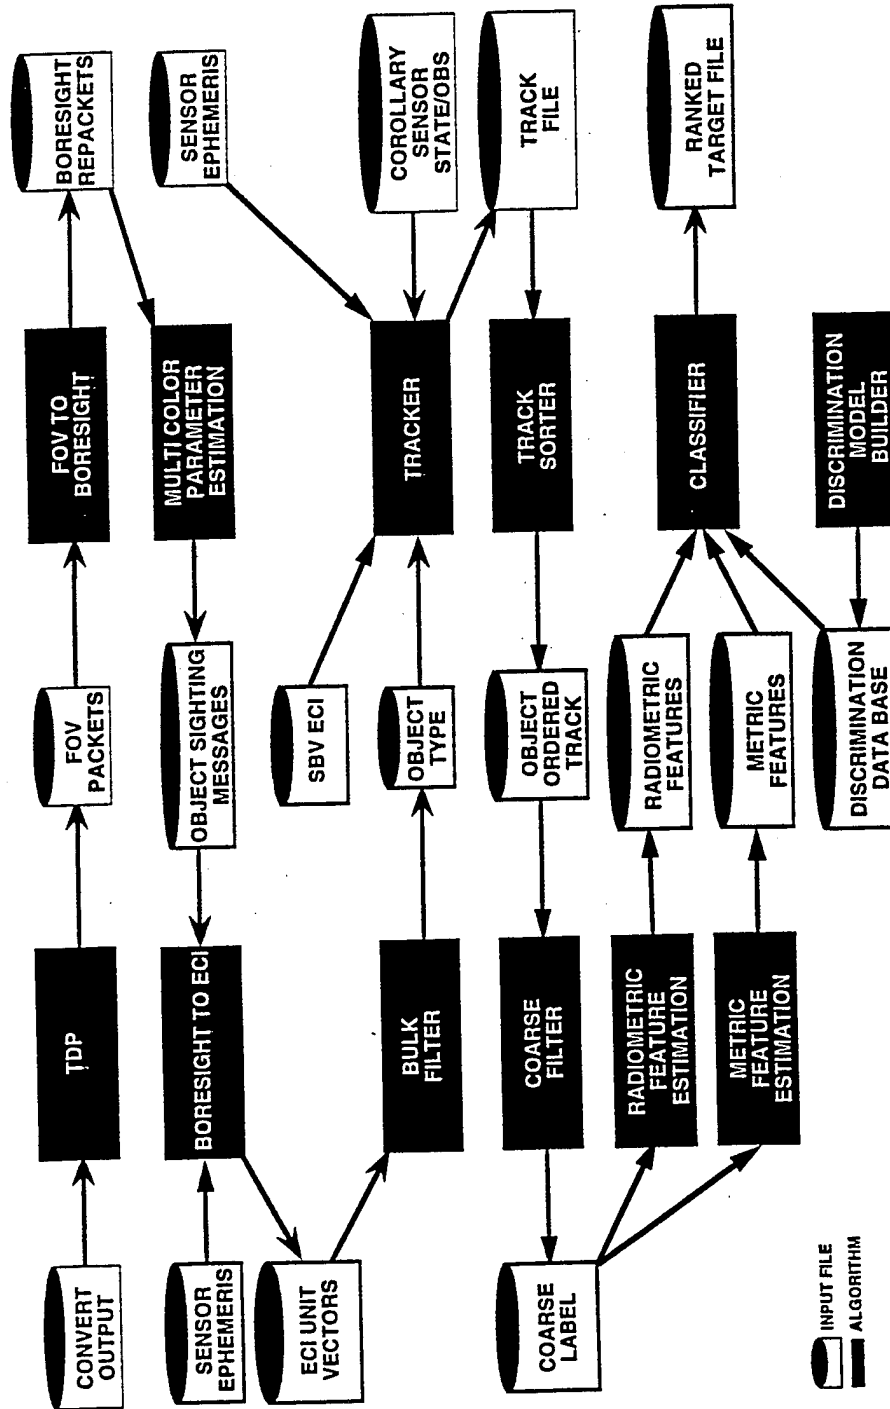 CONVERT
OUTPUT
TDP
FOV
PACKETS
FOV TO
BORESIGHT
BORESIGHT
REPACKETS
SENSOR
EPHEMERIS
BORESIGHT TO ECI
OBJECT SIGHTING
MESSAGES
MULTI COLOR
PARAMETER
ESTIMATION
SENSOR
EPHEMERIS
ECI UNIT
VECTORS
SBV ECI
BULK
FILTER
OBJECT
TYPE
TRACKER
COROLLARY
SENSOR
STATE/OBS
COARSE
LABEL
COARSE
FILTER
OBJECT
ORDERED
TRACK
TRACK
SORTER
TRACK
FILE
RADIOMETRIC
FEATURE
ESTIMATION
RADIOMETRIC
FEATURES
CLASSIFIER
RANKED
TARGET FILE
METRIC
FEATURE
ESTIMATION
METRIC
FEATURES
DISCRIMINATION
DATA BASE
DISCRIMINATION
MODEL
BUILDER
INPUT FILE
ALGORITHM